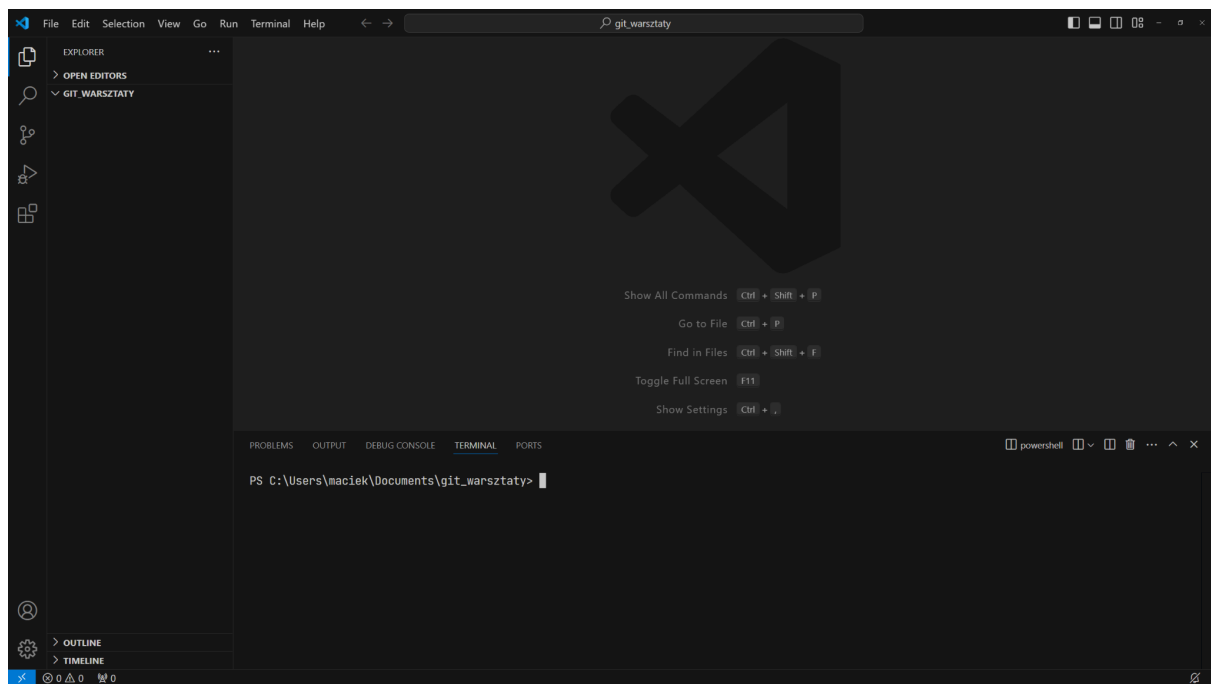 File Edit Selection View Go Run Terminal Help git_warsztaty
EXPLORER
OPEN EDITORS
GIT_WARSZTATY
Show All Commands Ctrl + Shift + P
Go to File Ctrl + P
Find in Files Ctrl + Shift + F
Toggle Full Screen F11
Show Settings Ctrl + ,
PROBLEMS OUTPUT DEBUG CONSOLE TERMINAL PORTS powershell
PS C:\Users\maciek\Documents\git_warsztaty>
OUTLINE
TIMELINE
0 0 0